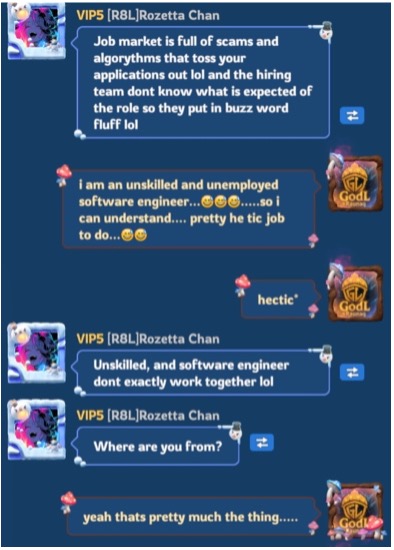 VIP5 [R8L]Rozetta Chan
Job market is full of scams and
algorythms that toss your
applications out lol and the hiring
team dont know what is expected of
the role so they put in buzz word
fluff lol
i am an unskilled and unemployed
software engineer...😅😅😅.....so i
can understand.... pretty he tic job
to do...😅😅
GodL
hectic*
GodL
VIP5 [R8L]Rozetta Chan
Unskilled, and software engineer
dont exactly work together lol
VIP5 [R8L]Rozetta Chan
Where are you from?
yeah thats pretty much the thing.....
GodL